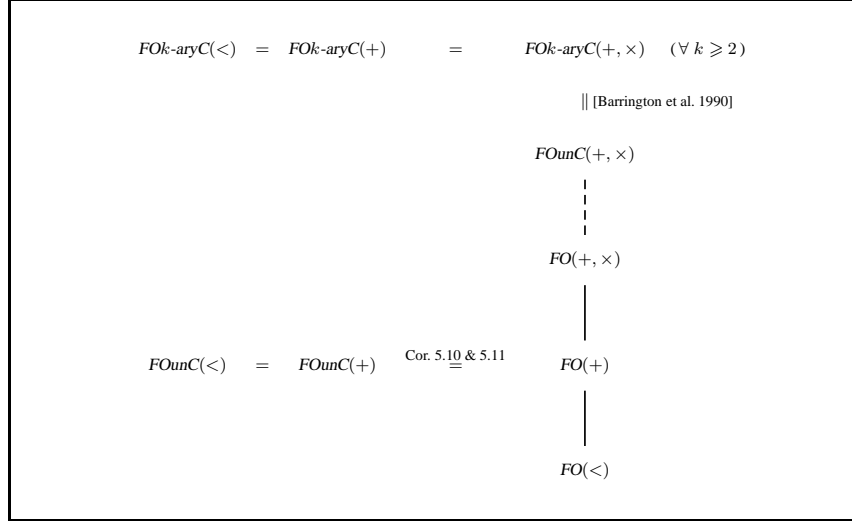 FOk-aryC(<) = FOk-aryC(+) = FOk-aryC(+, ×) (∀ k ⩾ 2)
|| [Barrington et al. 1990]
FOunC(+, ×)
FO(+, ×)
FOunC(<) = FOunC(+) Cor. 5.10 & 5.11 = FO(+)
FO(<)